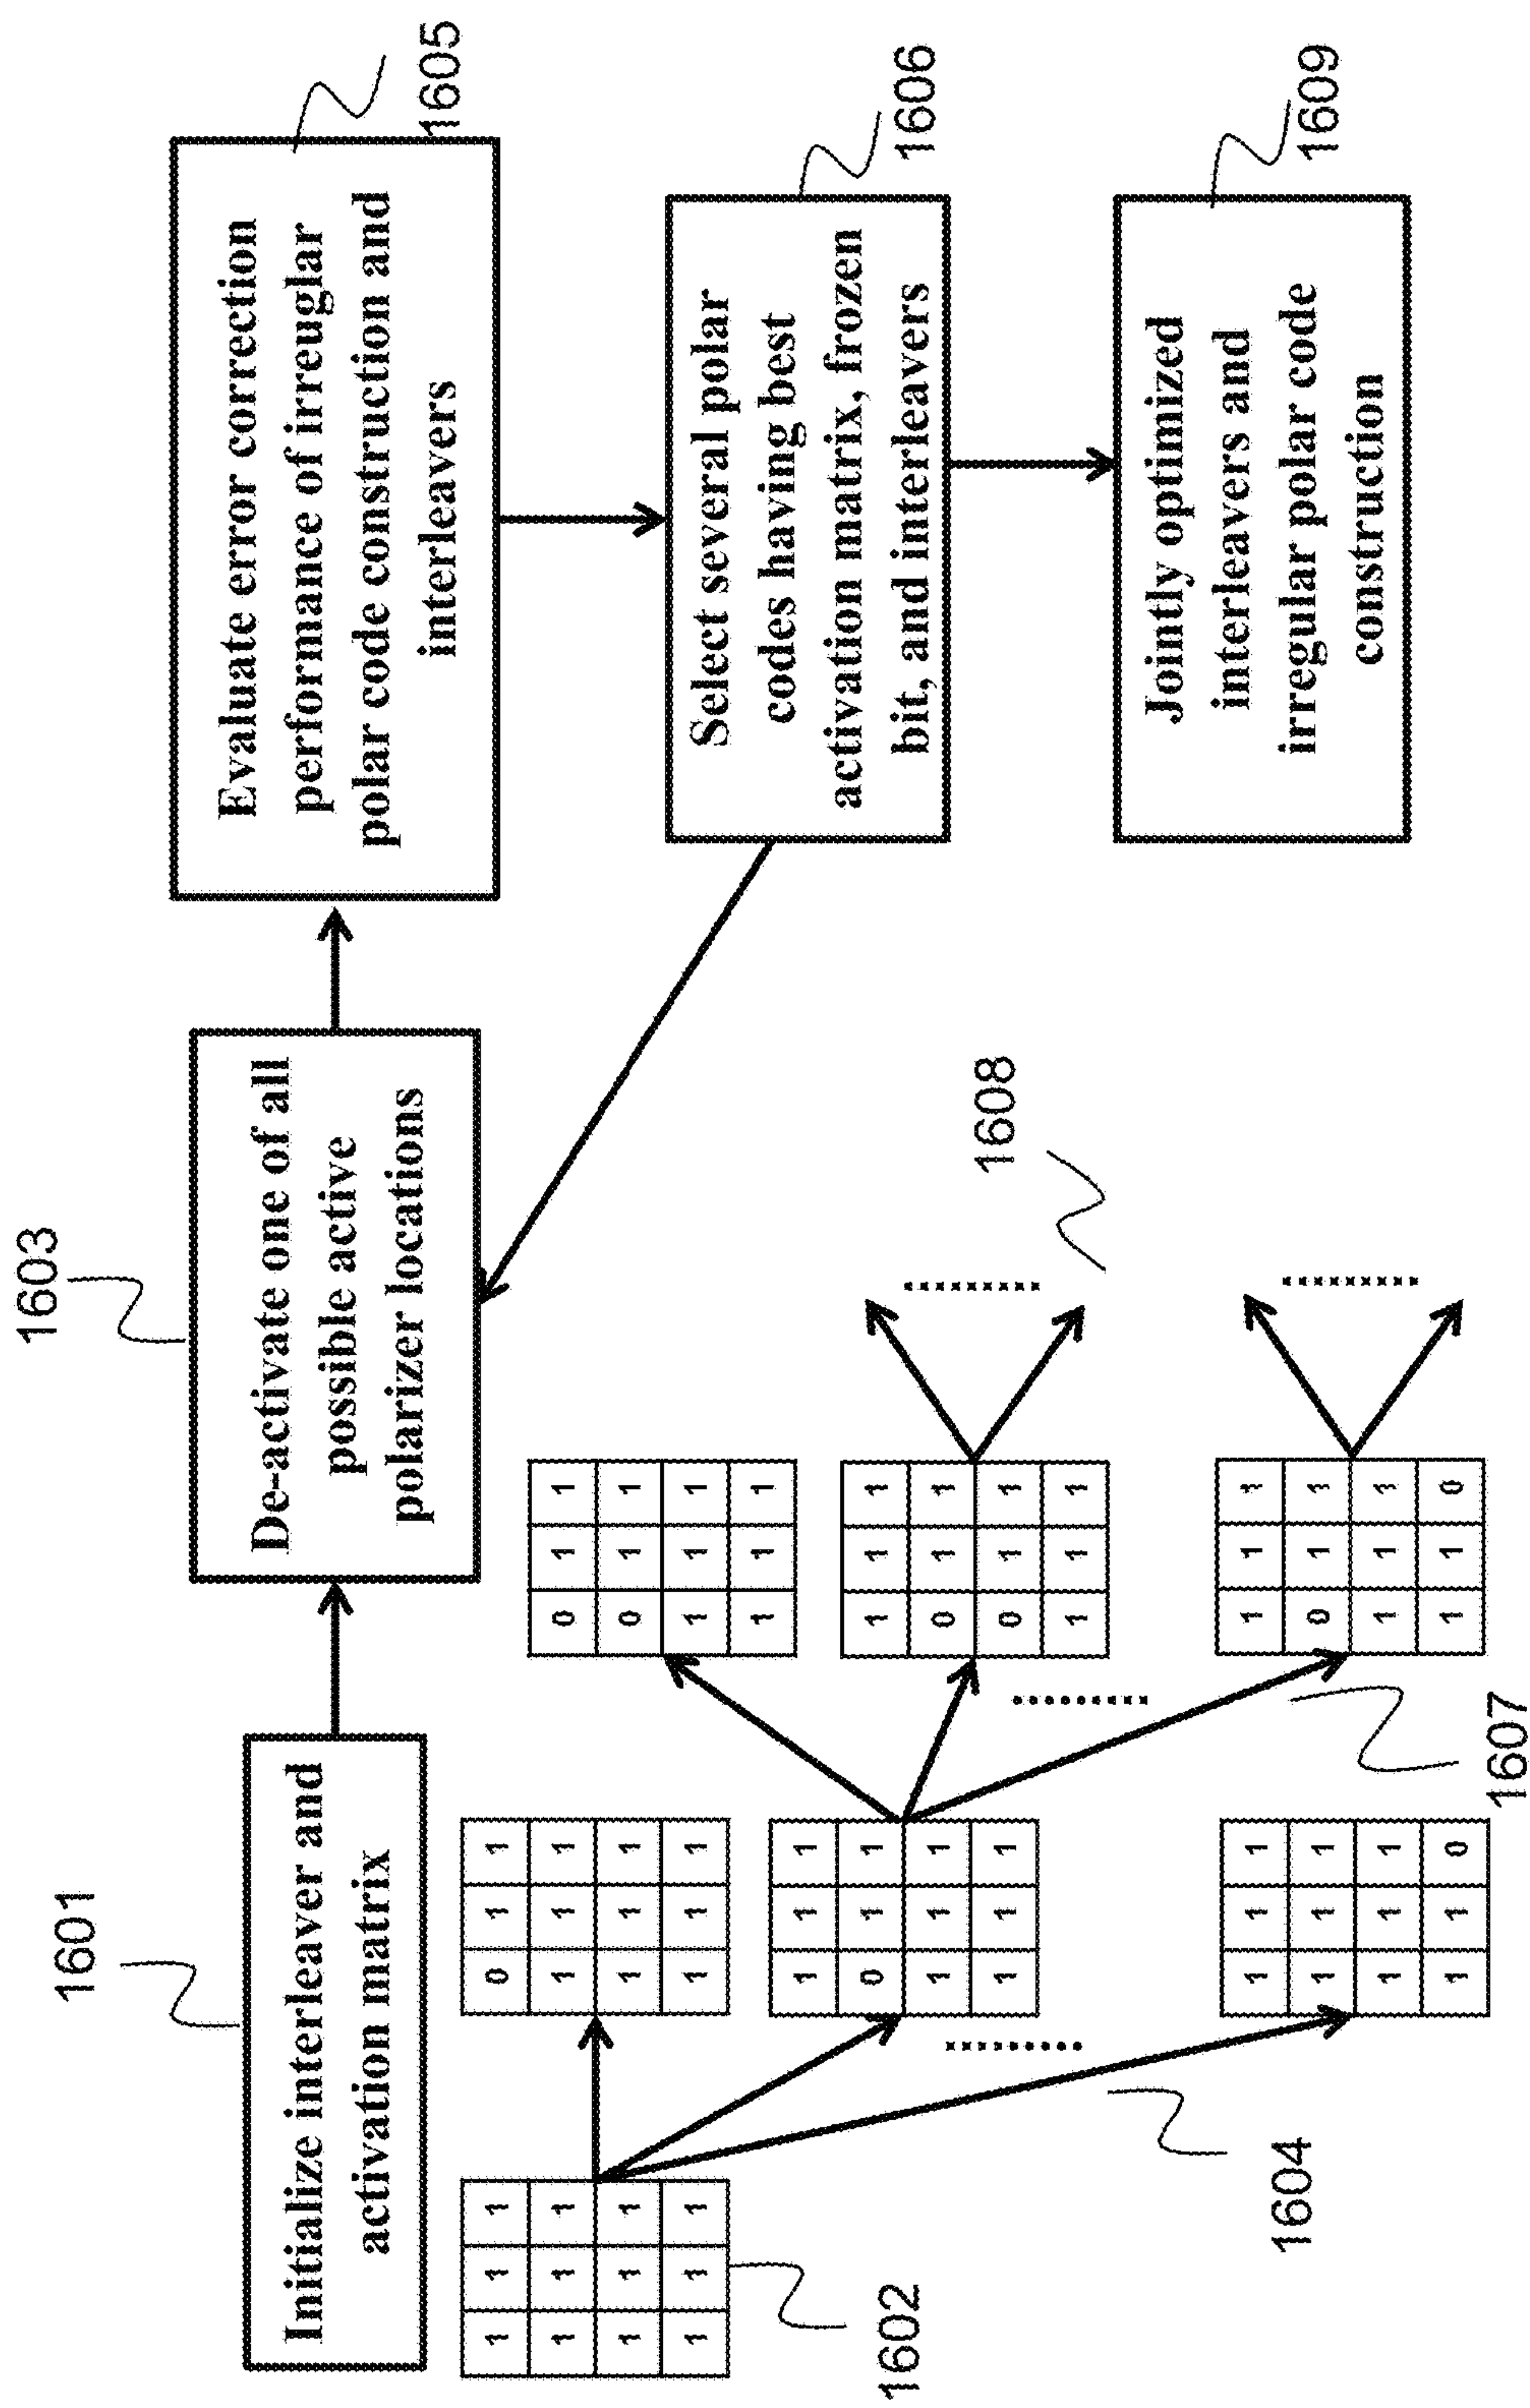 1601
Initialize interleaver and
activation matrix
1603
De-activate one of all
possible active
polarizer locations
1605
Evaluate error correction
performance of irreuglar
polar code construction and
interleavers
1606
Select several polar
codes having best
activation matrix, frozen
bit, and interleavers
1609
Jointly optimized
interleavers and
irregular polar code
construction
1 1 1
1 1 1
1 1 1
1 1 1
1602
0 1 1
1 1 1
1 1 1
1 1 1
1 1 1
0 1 1
1 1 1
1 1 1
1 1 1
1 1 1
1 1 1
1 1 0
1604
0 1 1
0 1 1
1 1 1
1 1 1
1 1 1
0 1 1
0 1 1
1 1 1
1 1 1
0 1 1
1 1 1
1 1 0
1607
1608